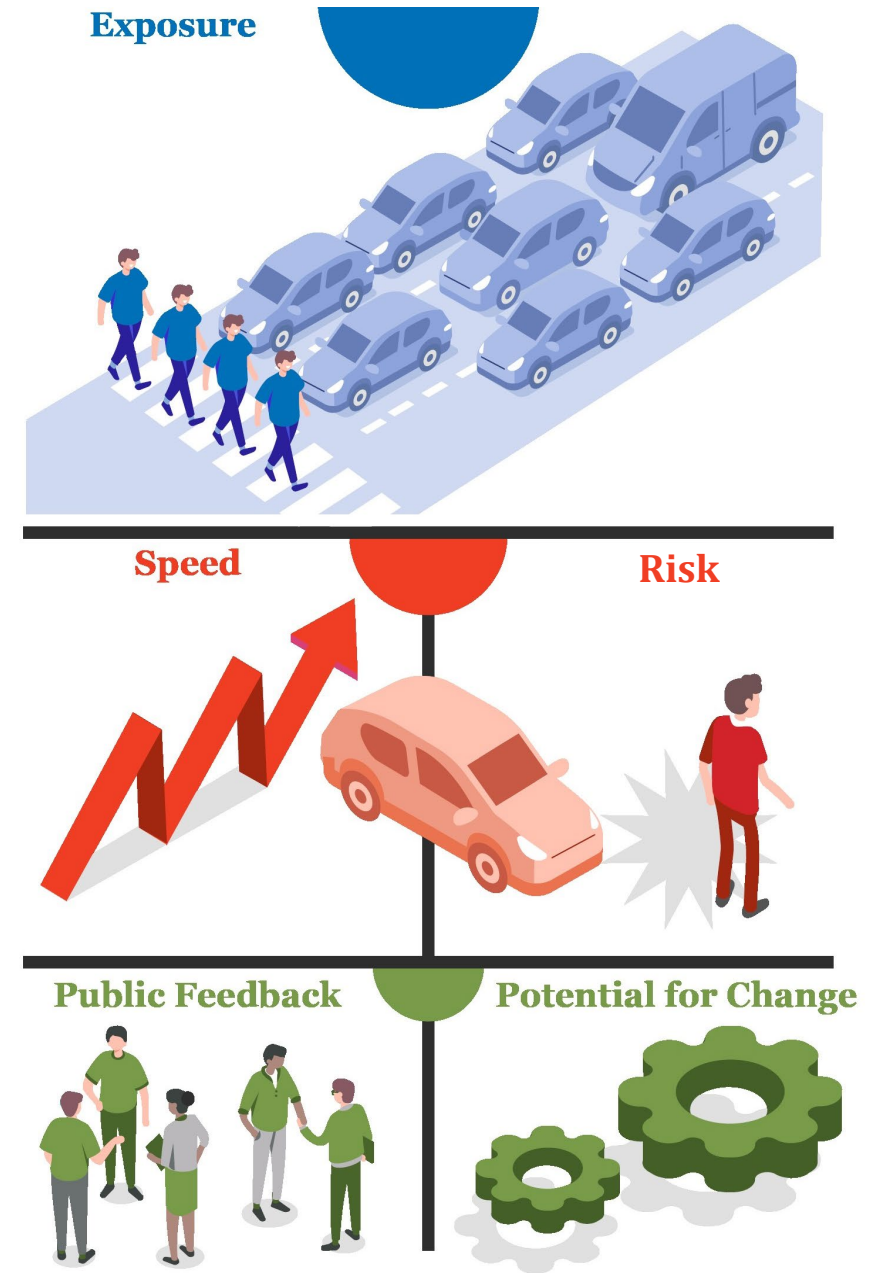 Exposure
Speed
Risk
Public Feedback
Potential for Change